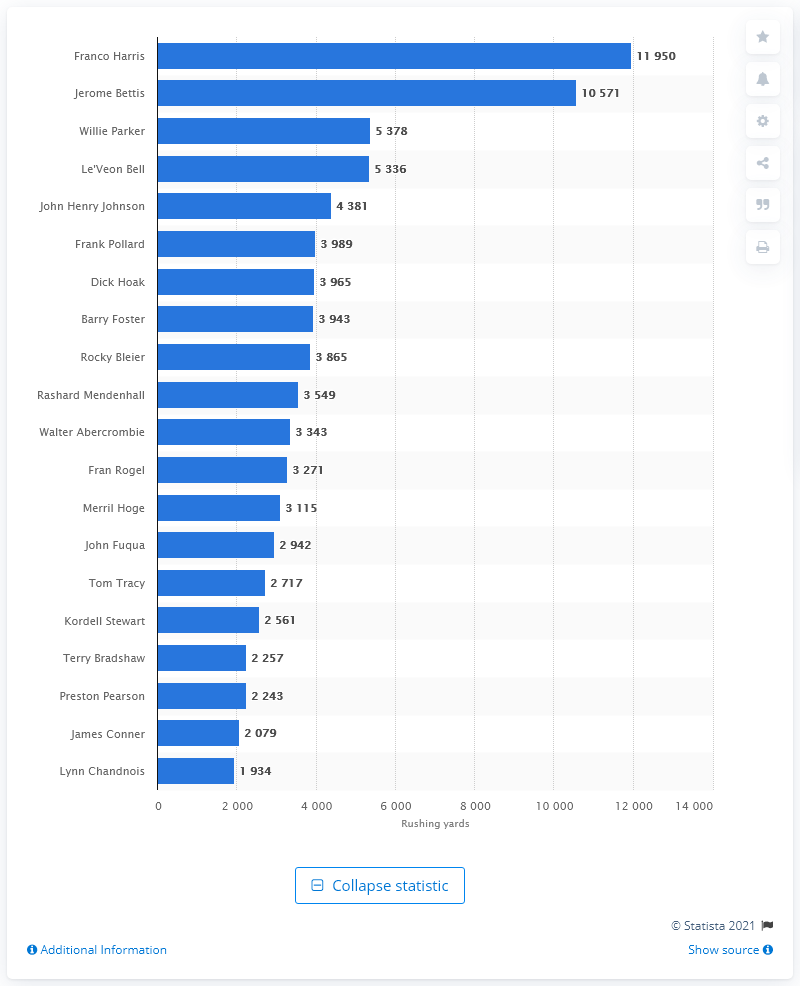 Franco Harris 11 950
Jerome Bettis 10 571
Willie Parker 5 378
Le'Veon Bell 5 336
John Henry Johnson 4 381
Frank Pollard 3 989
Dick Hoak 3 965
Barry Foster 3 943
Rocky Bleier 3 865
Rashard Mendenhall 3 549
Walter Abercrombie 3 343
Fran Rogel 3 271
Merril Hoge 3 115
John Fuqua 2 942
Tom Tracy 2 717
Kordell Stewart 2 561
Terry Bradshaw 2 257
Preston Pearson 2 243
James Conner 2 079
Lynn Chandnois 1 934
0 2 000 4 000 6 000 8 000 10 000 12 000 14 000
Rushing yards
Collapse statistic
© Statista 2021
Additional Information Show source